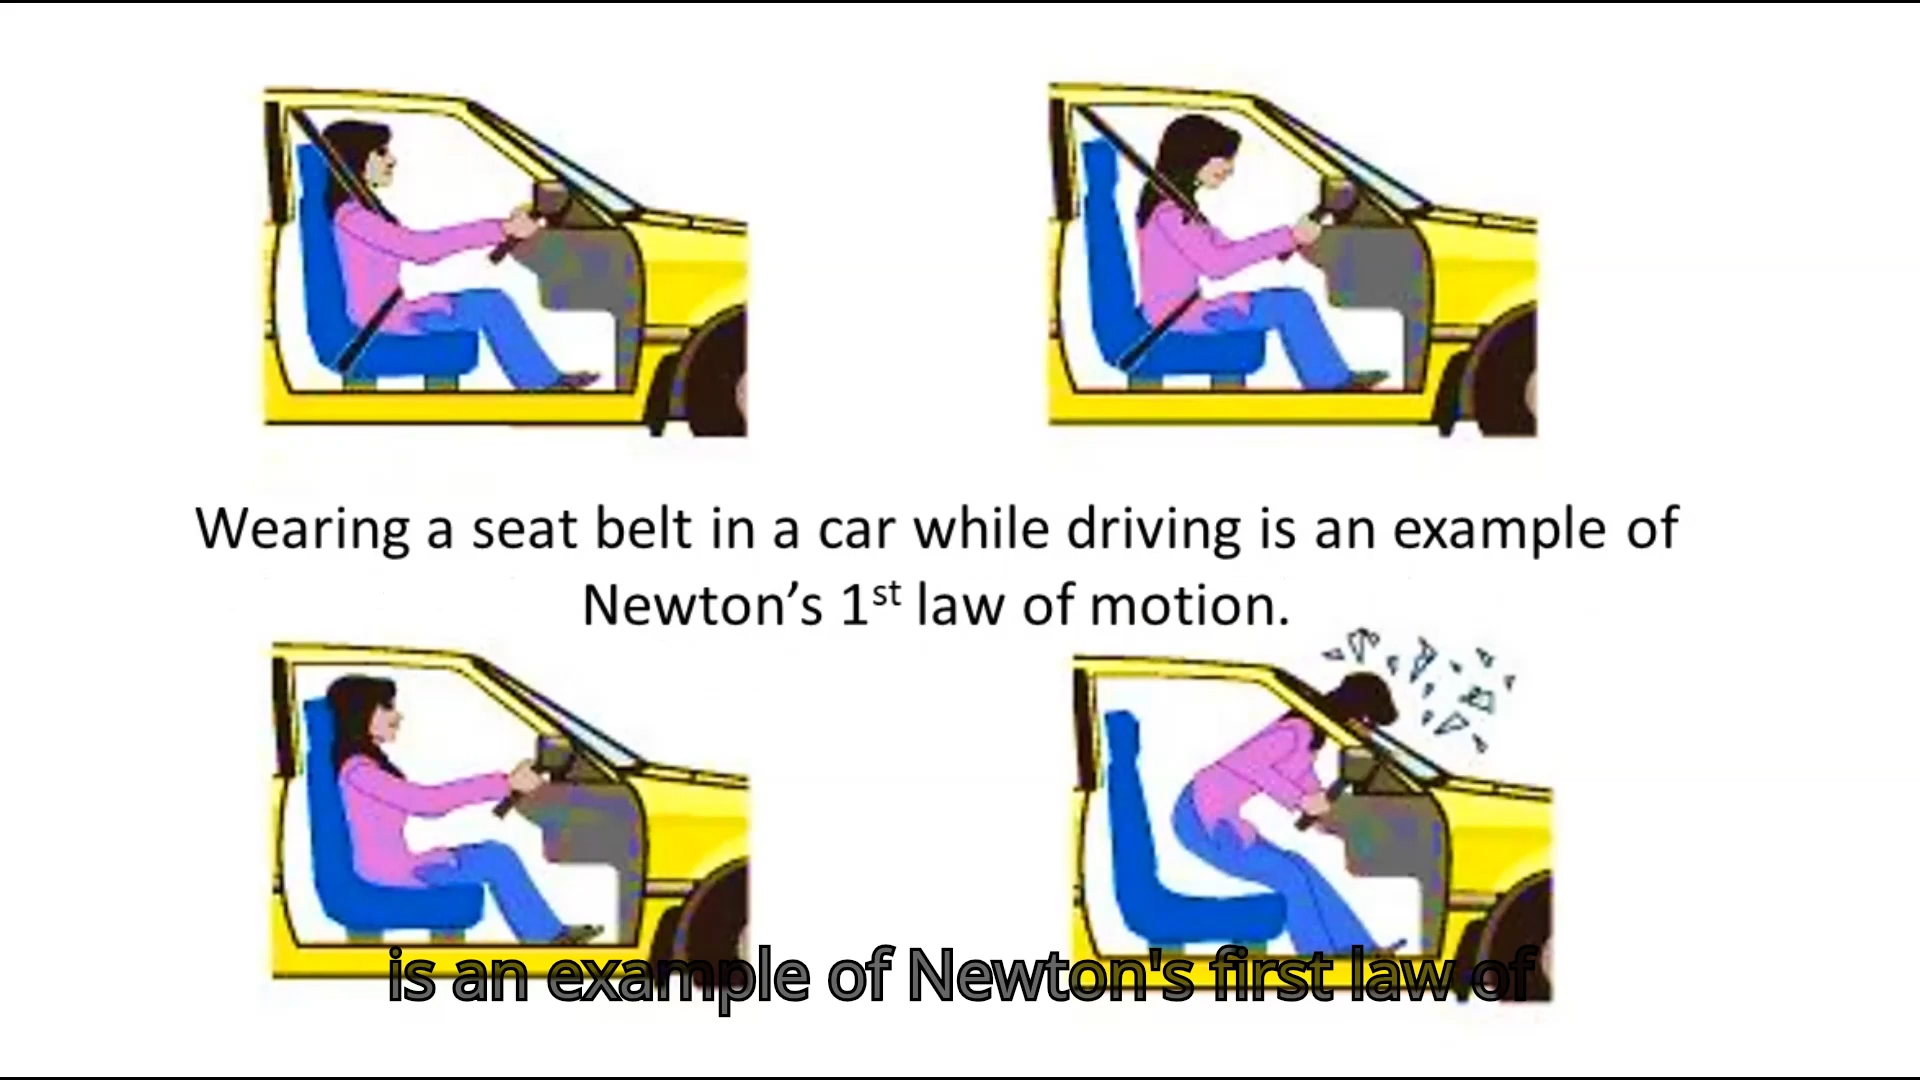 Wearing a seat belt in a car while driving is an example of
Newton’s 1st law of motion.
is an example of Newton's first law of